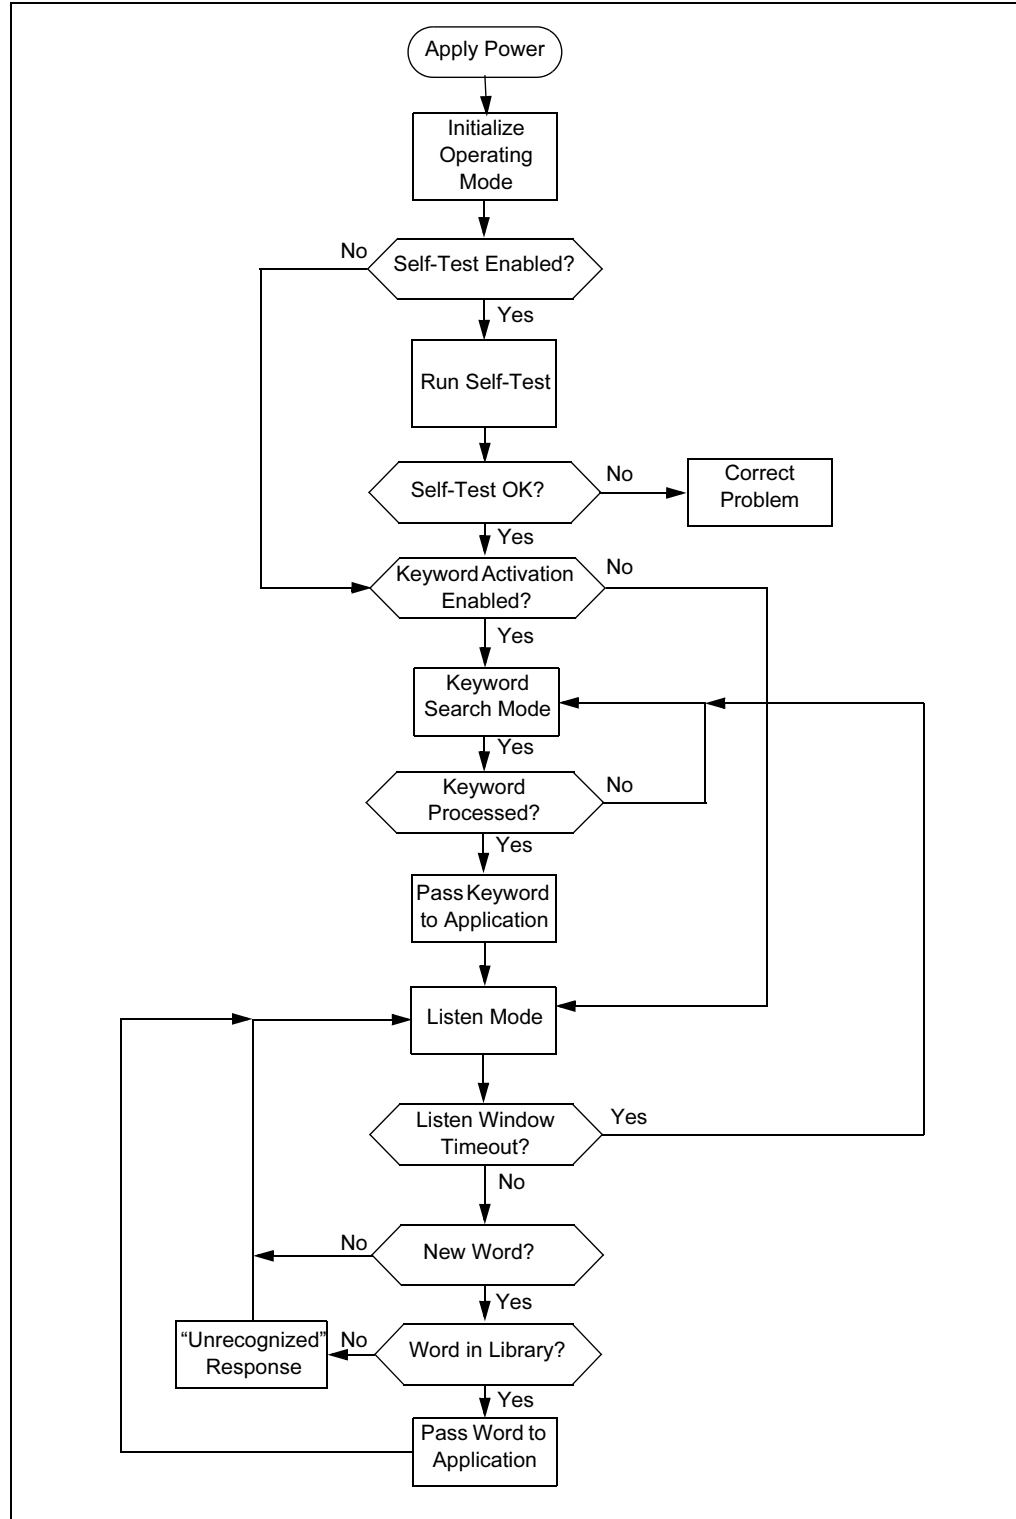 Apply Power
Initialize
Operating
Mode
No
Self-Test Enabled?
Yes
Run Self-Test
Self-Test OK?
No
Correct
Problem
Yes
Keyword Activation
Enabled?
No
Yes
Keyword
Search Mode
Yes
Keyword
Processed?
No
Yes
Pass Keyword
to Application
Listen Mode
Listen Window
Timeout?
Yes
No
No
New Word?
Yes
"Unrecognized"
Response
No
Word in Library?
Yes
Pass Word to
Application